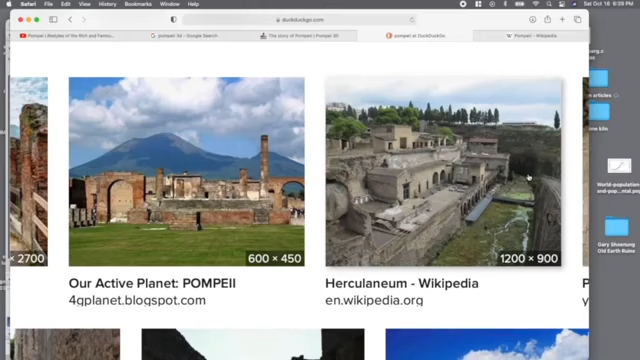 Safari File Edit View History Bookmarks Window Help
Sat Oct 16 6:39 PM
duckduckgo.com
Pompeii | lifestyles of the Rich and Famou...
pompeii 3d - Google Search
The story of Pompeii | Pompeii 3D
pompeii at DuckDuckGo
Pompeii - Wikipedia
× 2700
600 × 450
1200 × 900
Our Active Planet: POMPEII
4gplanet.blogspot.com
Herculaneum - Wikipedia
en.wikipedia.org
P
y
articles
World-population-
and-pop...ntal.png
Gary Shoenung
Old Earth Ruins